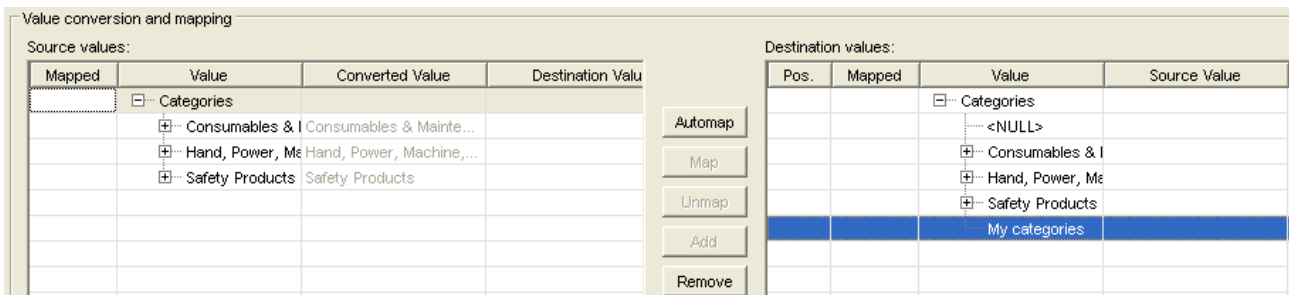 Value conversion and mapping
Source values:
Destination values:
Mapped Value Converted Value Destination Valu
Pos. Mapped Value Source Value
Categories
Categories
Consumables & Consumables & Mainte...
<NULL>
Hand, Power, Ma Hand, Power, Machine,...
Consumables &
Safety Products Safety Products
Hand, Power, Ma
Safety Products
My categories
Automap
Map
Unmap
Add
Remove